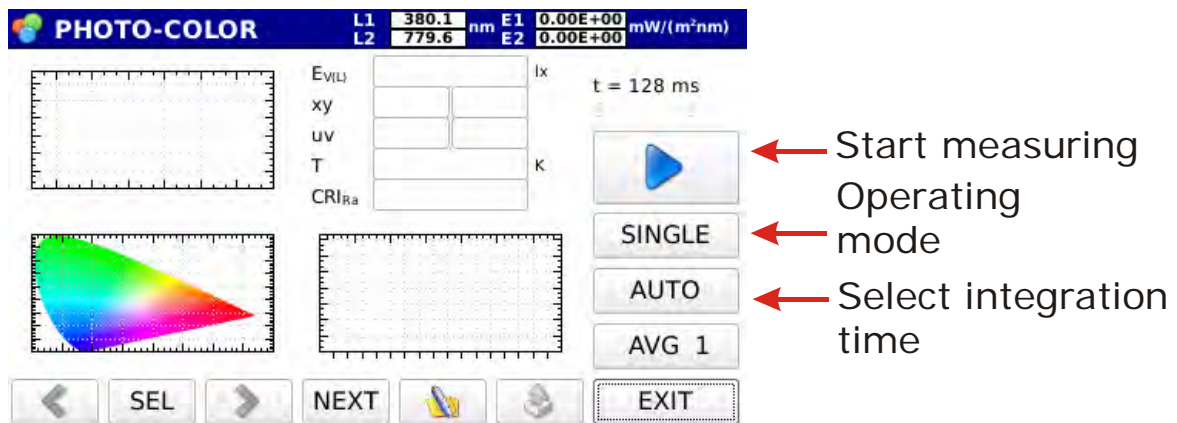 PHOTO-COLOR
L1 380.1 nm E1 0.00E+00 mW/(m²nm)
L2 779.6 E2 0.00E+00
EV(L) lx
xy
uv
T K
CRIRa
t = 128 ms
Start measuring
Operating
mode
SINGLE
AUTO
Select integration
time
AVG 1
SEL
NEXT
EXIT